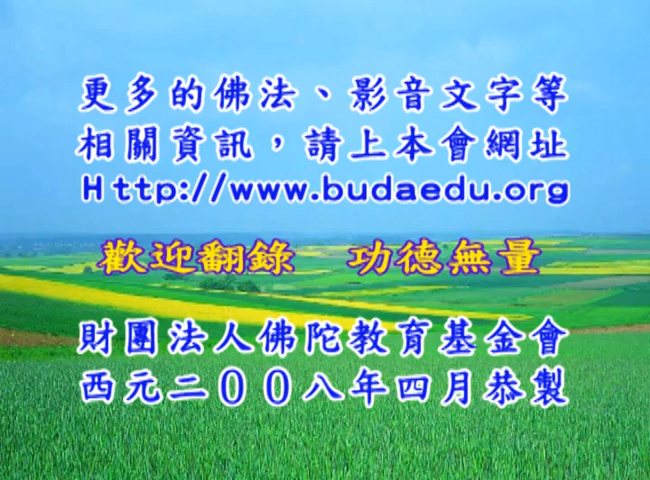 更多的佛法、影音文字等
相關資訊，請上本會網址
Http://www.budaedu.org
歡迎翻錄　功德無量
財團法人佛陀教育基金會
西元二００八年四月恭製